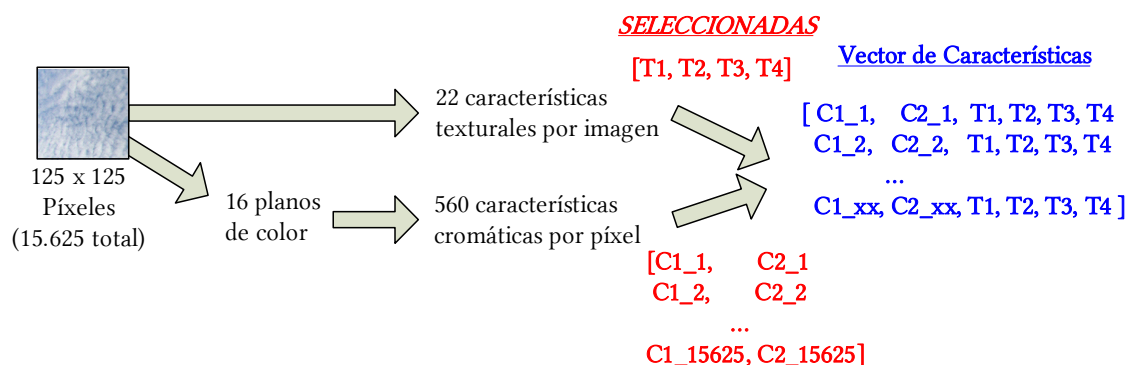 SELECCIONADAS
[T1, T2, T3, T4]
Vector de Características
22 características
texturales por imagen
[ C1_1, C2_1, T1, T2, T3, T4
C1_2, C2_2, T1, T2, T3, T4
...
C1_xx, C2_xx, T1, T2, T3, T4 ]
125 x 125
Píxeles
(15.625 total)
16 planos
de color
560 características
cromáticas por píxel
[C1_1, C2_1
C1_2, C2_2
...
C1_15625, C2_15625]